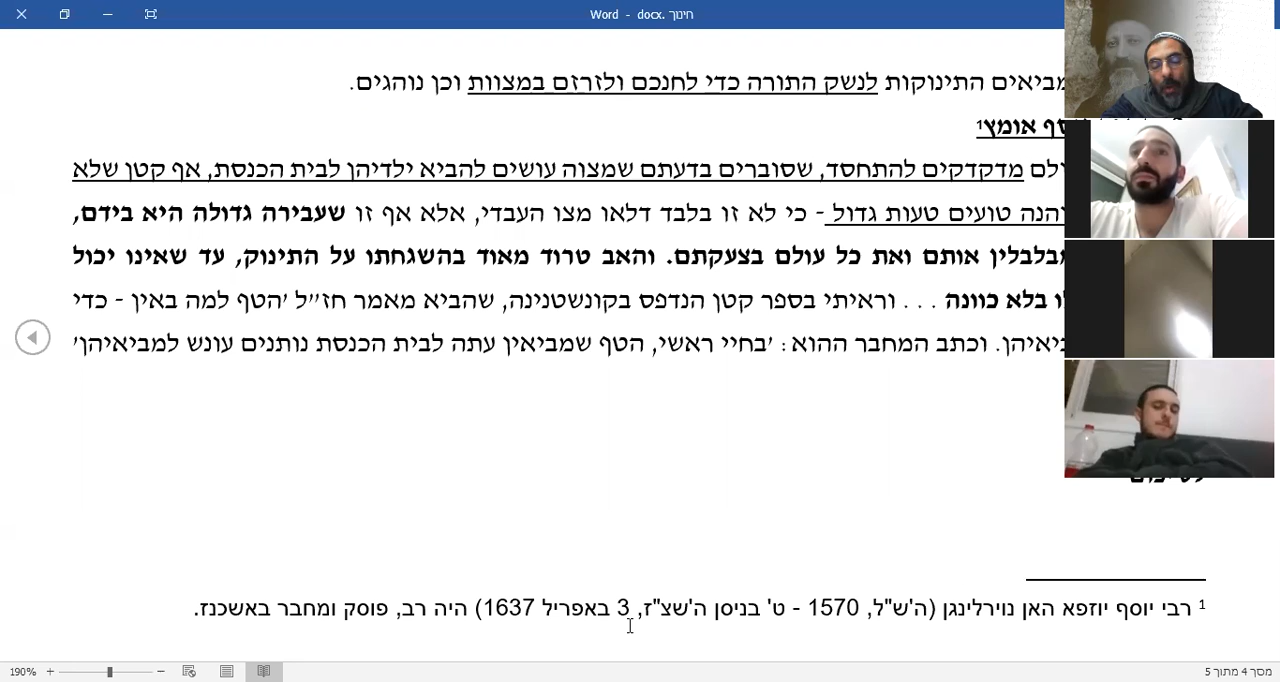 חינוך .docx - Word
מביאים התינוקות לנשק התורה כדי לחנכם ולזרזם במצוות וכן נוהגים.
אומץ1
מדקדקים להתחסד, שסוברים בדעתם שמצוה עושים להביא ילדיהן לבית הכנסת, אף קטן שלא
והנה טועים טעות גדול - כי לא זו בלבד דלאו מצו העבדי, אלא אף זו שעבירה גדולה היא בידם,
מבלבלין אותם ואת כל עולם בצעקתם. והאב טרוד מאוד בהשגחתו על התינוק, עד שאינו יכול
בלא כוונה . . . וראיתי בספר קטן הנדפס בקונשטנינה, שהביא מאמר חז״ל ׳הטף למה באין - כדי
וכתב המחבר ההוא: ׳בחיי ראשי, הטף שמביאין עתה לבית הכנסת נותנים עונש למביאיהן׳
1 רבי יוסף יוזפא האן נוירלינגן (ה'ש"ל, 1570 - ט' בניסן ה'שצ"ז, 3 באפריל 1637) היה רב, פוסק ומחבר באשכנז.
מסך 4 מתוך 5
190%